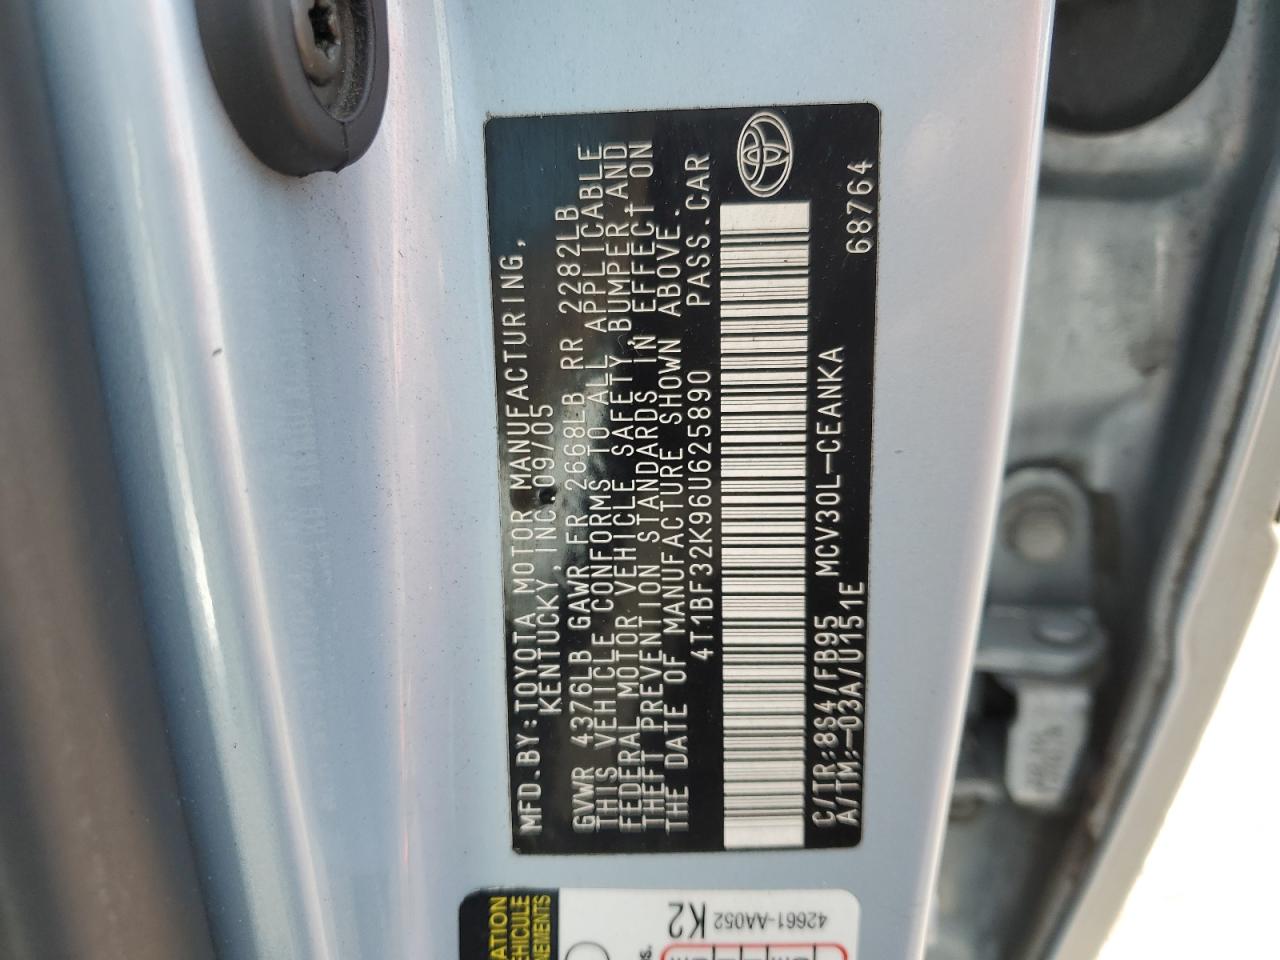 MFD.BY:TOYOTA MOTOR MANUFACTURING,
KENTUCKY, INC.09/05
GVWR 4376LB GAWR FR 2668LB RR 2282LB
THIS VEHICLE CONFORMS TO ALL APPLICABLE
FEDERAL MOTOR VEHICLE SAFETY, BUMPER, AND
THEFT PREVENTION STANDARDS IN EFFECT ON
THE DATE OF MANUFACTURE SHOWN ABOVE.
4T1BF32K96U625890 PASS.CAR
C/TR:8S4/FB95 MCV30L-CEANKA
A/TM:-03A/U151E 68764
42661-AA052
K2
VEHICULE